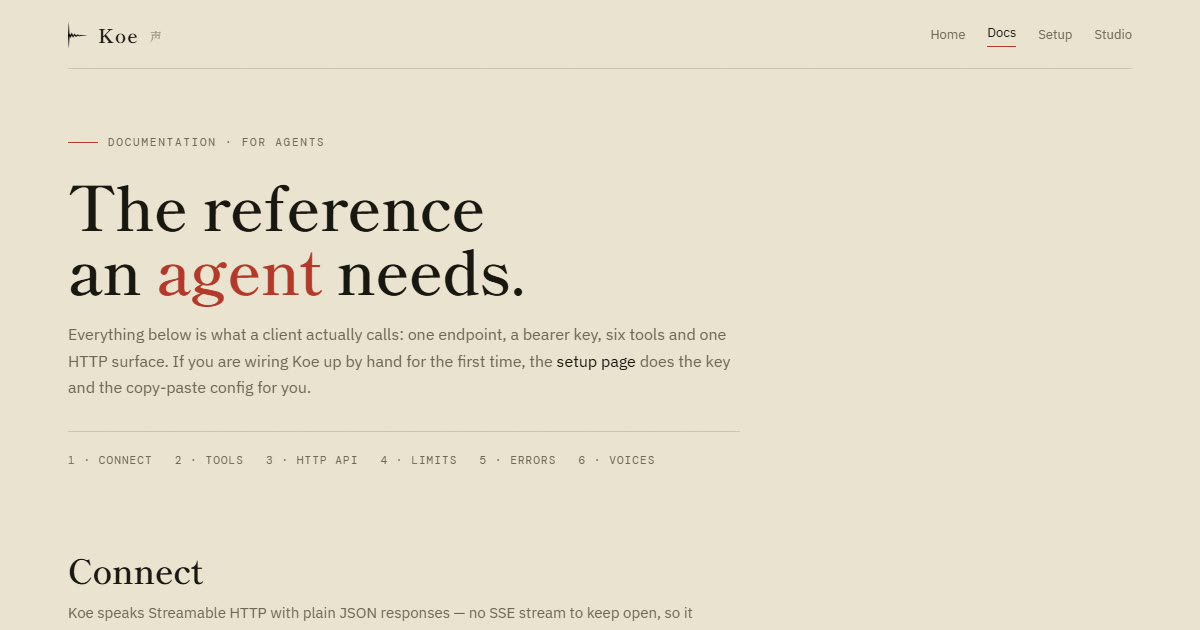 Koe 声
Home Docs Setup Studio
DOCUMENTATION · FOR AGENTS
The reference
an agent needs.
Everything below is what a client actually calls: one endpoint, a bearer key, six tools and one
HTTP surface. If you are wiring Koe up by hand for the first time, the setup page does the key
and the copy-paste config for you.
1 · CONNECT 2 · TOOLS 3 · HTTP API 4 · LIMITS 5 · ERRORS 6 · VOICES
Connect
Koe speaks Streamable HTTP with plain JSON responses — no SSE stream to keep open, so it